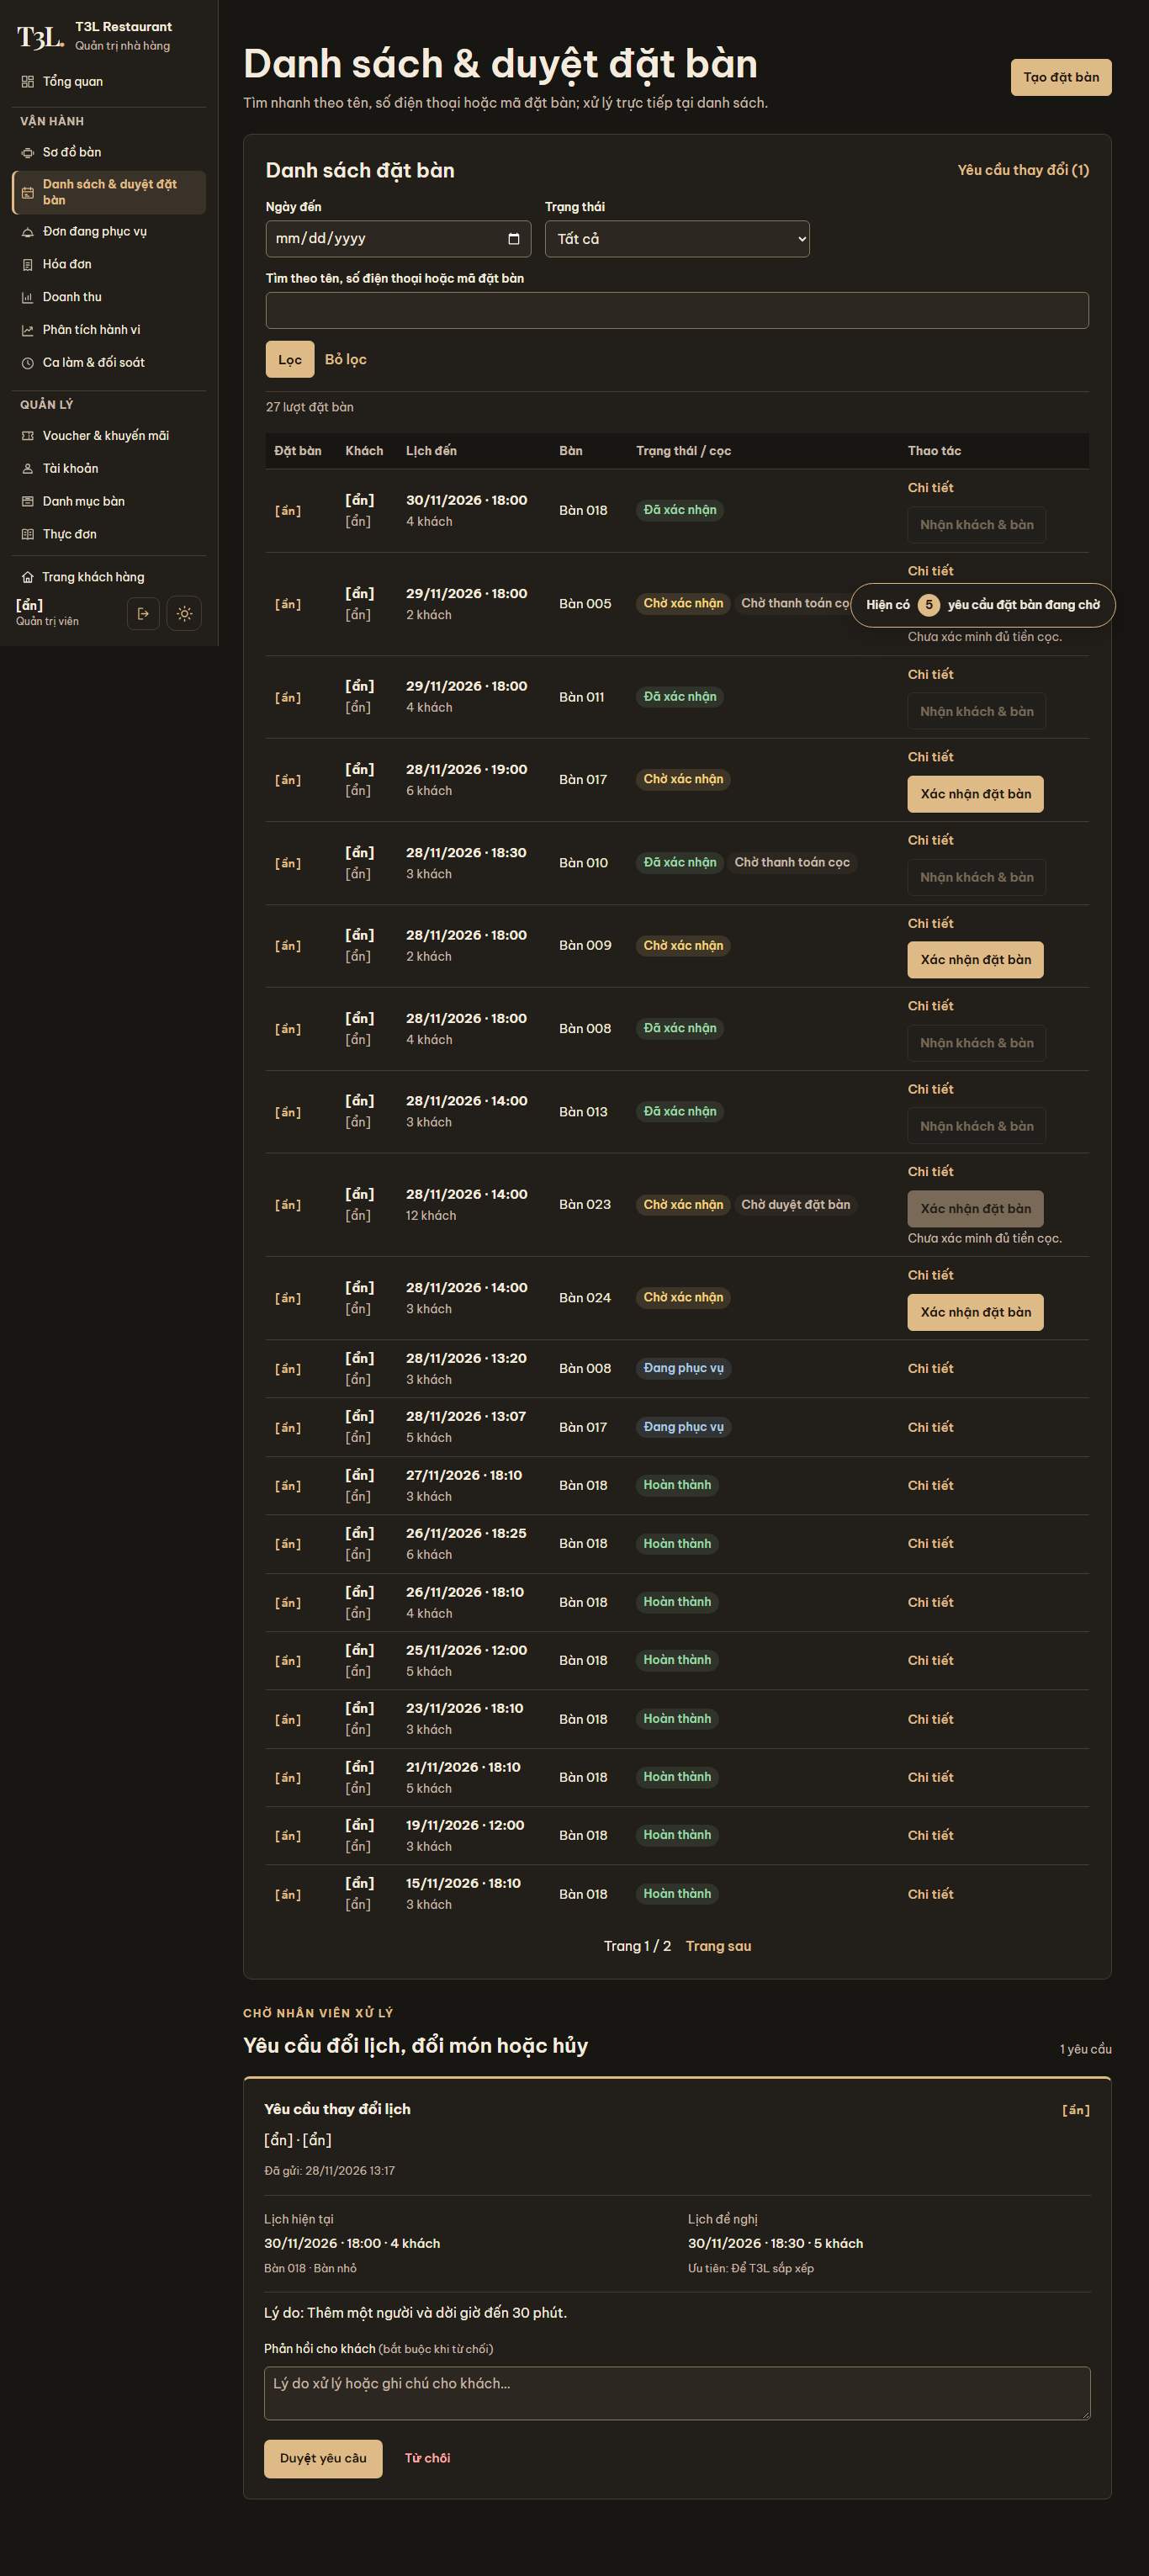 T3L.
T3L Restaurant
Quản trị nhà hàng
Tổng quan
VẬN HÀNH
Sơ đồ bàn
Danh sách & duyệt đặt
bàn
Đơn đang phục vụ
Hóa đơn
Doanh thu
Phân tích hành vi
Ca làm & đối soát
QUẢN LÝ
Voucher & khuyến mãi
Tài khoản
Danh mục bàn
Thực đơn
Trang khách hàng
[ẩn]
Quản trị viên
Danh sách & duyệt đặt bàn
Tìm nhanh theo tên, số điện thoại hoặc mã đặt bàn; xử lý trực tiếp tại danh sách.
Tạo đặt bàn
Danh sách đặt bàn
Yêu cầu thay đổi (1)
Ngày đến
Trạng thái
mm/dd/yyyy
Tất cả
Tìm theo tên, số điện thoại hoặc mã đặt bàn
Lọc
Bỏ lọc
27 lượt đặt bàn
Đặt bàn Khách Lịch đến Bàn Trạng thái / cọc Thao tác
[ẩn] [ẩn] 30/11/2026 · 18:00 Bàn 018 Đã xác nhận Chi tiết
[ẩn] 4 khách Nhận khách & bàn
[ẩn] [ẩn] 29/11/2026 · 18:00 Bàn 005 Chờ xác nhận Chờ thanh toán Chi tiết
[ẩn] 2 khách
Chưa xác minh đủ tiền cọc.
Hiện có 5 yêu cầu đặt bàn đang chờ
[ẩn] [ẩn] 29/11/2026 · 18:00 Bàn 011 Đã xác nhận Chi tiết
[ẩn] 4 khách Nhận khách & bàn
[ẩn] [ẩn] 28/11/2026 · 19:00 Bàn 017 Chờ xác nhận Chi tiết
[ẩn] 6 khách Xác nhận đặt bàn
[ẩn] [ẩn] 28/11/2026 · 18:30 Bàn 010 Đã xác nhận Chờ thanh toán cọc Chi tiết
[ẩn] 3 khách Nhận khách & bàn
[ẩn] [ẩn] 28/11/2026 · 18:00 Bàn 009 Chờ xác nhận Chi tiết
[ẩn] 2 khách Xác nhận đặt bàn
[ẩn] [ẩn] 28/11/2026 · 18:00 Bàn 008 Đã xác nhận Chi tiết
[ẩn] 4 khách Nhận khách & bàn
[ẩn] [ẩn] 28/11/2026 · 14:00 Bàn 013 Đã xác nhận Chi tiết
[ẩn] 3 khách Nhận khách & bàn
[ẩn] [ẩn] 28/11/2026 · 14:00 Bàn 023 Chờ xác nhận Chờ duyệt đặt bàn Chi tiết
[ẩn] 12 khách Xác nhận đặt bàn
Chưa xác minh đủ tiền cọc.
[ẩn] [ẩn] 28/11/2026 · 14:00 Bàn 024 Chờ xác nhận Chi tiết
[ẩn] 3 khách Xác nhận đặt bàn
[ẩn] [ẩn] 28/11/2026 · 13:20 Bàn 008 Đang phục vụ Chi tiết
[ẩn] 3 khách
[ẩn] [ẩn] 28/11/2026 · 13:07 Bàn 017 Đang phục vụ Chi tiết
[ẩn] 5 khách
[ẩn] [ẩn] 27/11/2026 · 18:10 Bàn 018 Hoàn thành Chi tiết
[ẩn] 3 khách
[ẩn] [ẩn] 26/11/2026 · 18:25 Bàn 018 Hoàn thành Chi tiết
[ẩn] 6 khách
[ẩn] [ẩn] 26/11/2026 · 18:10 Bàn 018 Hoàn thành Chi tiết
[ẩn] 4 khách
[ẩn] [ẩn] 25/11/2026 · 12:00 Bàn 018 Hoàn thành Chi tiết
[ẩn] 5 khách
[ẩn] [ẩn] 23/11/2026 · 18:10 Bàn 018 Hoàn thành Chi tiết
[ẩn] 3 khách
[ẩn] [ẩn] 21/11/2026 · 18:10 Bàn 018 Hoàn thành Chi tiết
[ẩn] 5 khách
[ẩn] [ẩn] 19/11/2026 · 12:00 Bàn 018 Hoàn thành Chi tiết
[ẩn] 3 khách
[ẩn] [ẩn] 15/11/2026 · 18:10 Bàn 018 Hoàn thành Chi tiết
[ẩn] 3 khách
Trang 1 / 2 Trang sau
CHỜ NHÂN VIÊN XỬ LÝ
Yêu cầu đổi lịch, đổi món hoặc hủy
1 yêu cầu
Yêu cầu thay đổi lịch
[ẩn]
[ẩn] · [ẩn]
Đã gửi: 28/11/2026 13:17
Lịch hiện tại
Lịch đề nghị
30/11/2026 · 18:00 · 4 khách
30/11/2026 · 18:30 · 5 khách
Bàn 018 · Bàn nhỏ
Ưu tiên: Để T3L sắp xếp
Lý do: Thêm một người và dời giờ đến 30 phút.
Phản hồi cho khách (bắt buộc khi từ chối)
Lý do xử lý hoặc ghi chú cho khách...
Duyệt yêu cầu
Từ chối